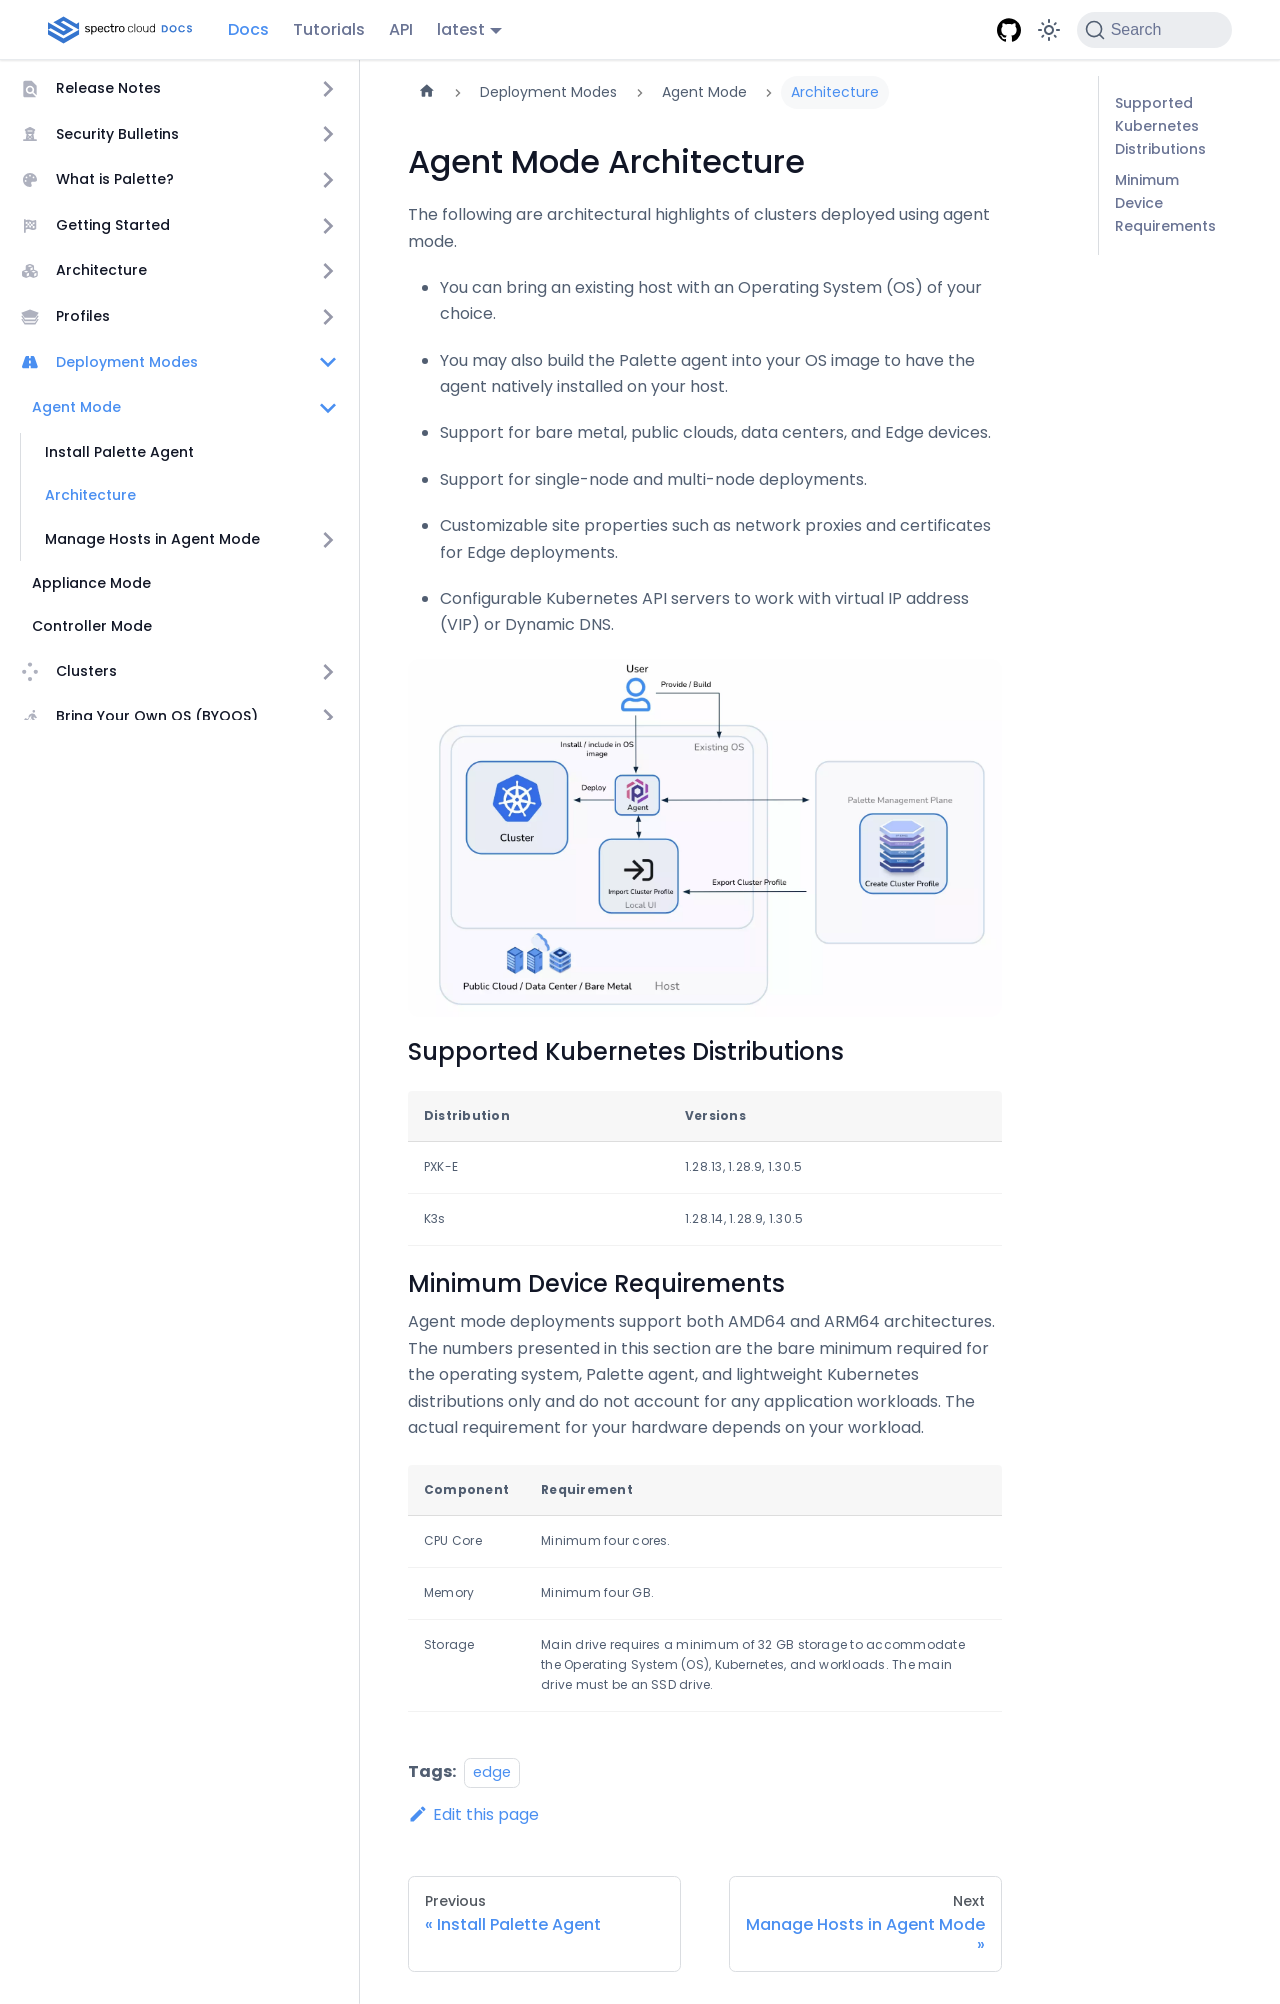 spectro cloud DOCS
Docs
Tutorials
API
latest
Search
Release Notes
Security Bulletins
What is Palette?
Getting Started
Architecture
Profiles
Deployment Modes
Agent Mode
Install Palette Agent
Architecture
Manage Hosts in Agent Mode
Appliance Mode
Controller Mode
Clusters
Bring Your Own OS (BYOOS)
Deployment Modes
Agent Mode
Architecture
Agent Mode Architecture
The following are architectural highlights of clusters deployed using agent
mode.
You can bring an existing host with an Operating System (OS) of your
choice.
You may also build the Palette agent into your OS image to have the
agent natively installed on your host.
Support for bare metal, public clouds, data centers, and Edge devices.
Support for single-node and multi-node deployments.
Customizable site properties such as network proxies and certificates
for Edge deployments.
Configurable Kubernetes API servers to work with virtual IP address
(VIP) or Dynamic DNS.
User
Provide / Build
Install / include in OS
image
Existing OS
Deploy
Agent
Cluster
Palette Management Plane
Import Cluster Profile
Local UI
Export Cluster Profile
Create Cluster Profile
Public Cloud / Data Center / Bare Metal
Host
Supported Kubernetes Distributions
Distribution Versions
PXK-E 1.28.13, 1.28.9, 1.30.5
K3s 1.28.14, 1.28.9, 1.30.5
Minimum Device Requirements
Agent mode deployments support both AMD64 and ARM64 architectures.
The numbers presented in this section are the bare minimum required for
the operating system, Palette agent, and lightweight Kubernetes
distributions only and do not account for any application workloads. The
actual requirement for your hardware depends on your workload.
Component Requirement
CPU Core Minimum four cores.
Memory Minimum four GB.
Storage Main drive requires a minimum of 32 GB storage to accommodate
the Operating System (OS), Kubernetes, and workloads. The main
drive must be an SSD drive.
Tags: edge
Edit this page
Previous
« Install Palette Agent
Next
Manage Hosts in Agent Mode
»
Supported
Kubernetes
Distributions
Minimum
Device
Requirements